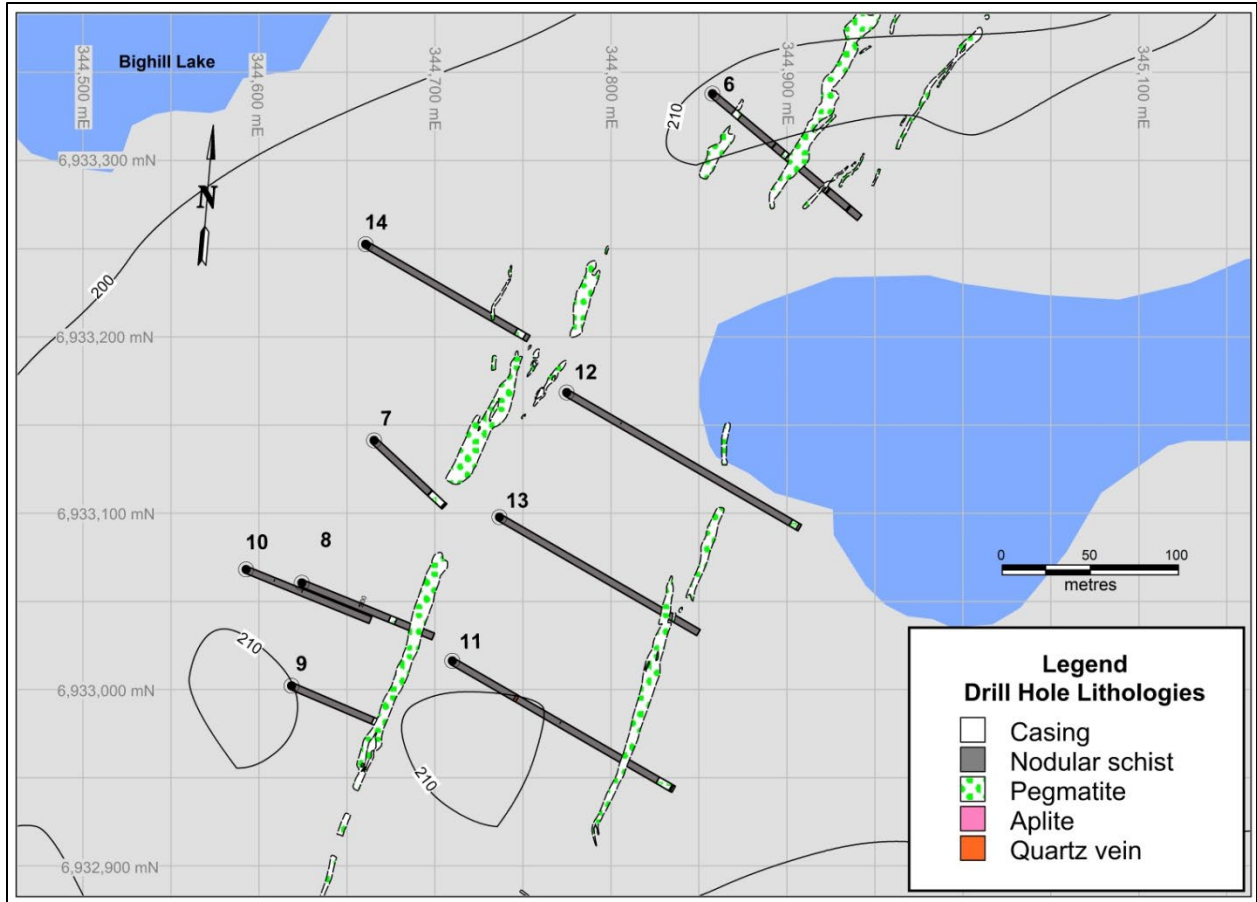 Bighill Lake
344,500 mE
344,600 mE
344,700 mE
344,800 mE
344,900 mE
345,100 mE
6
210
6,933,300 mN
N
14
200
6,933,200 mN
12
7
13
6,933,100 mN
10
8
0 50 100
metres
210
9
11
6,933,000 mN
210
6,932,900 mN
Legend
Drill Hole Lithologies
Casing
Nodular schist
Pegmatite
Aplite
Quartz vein